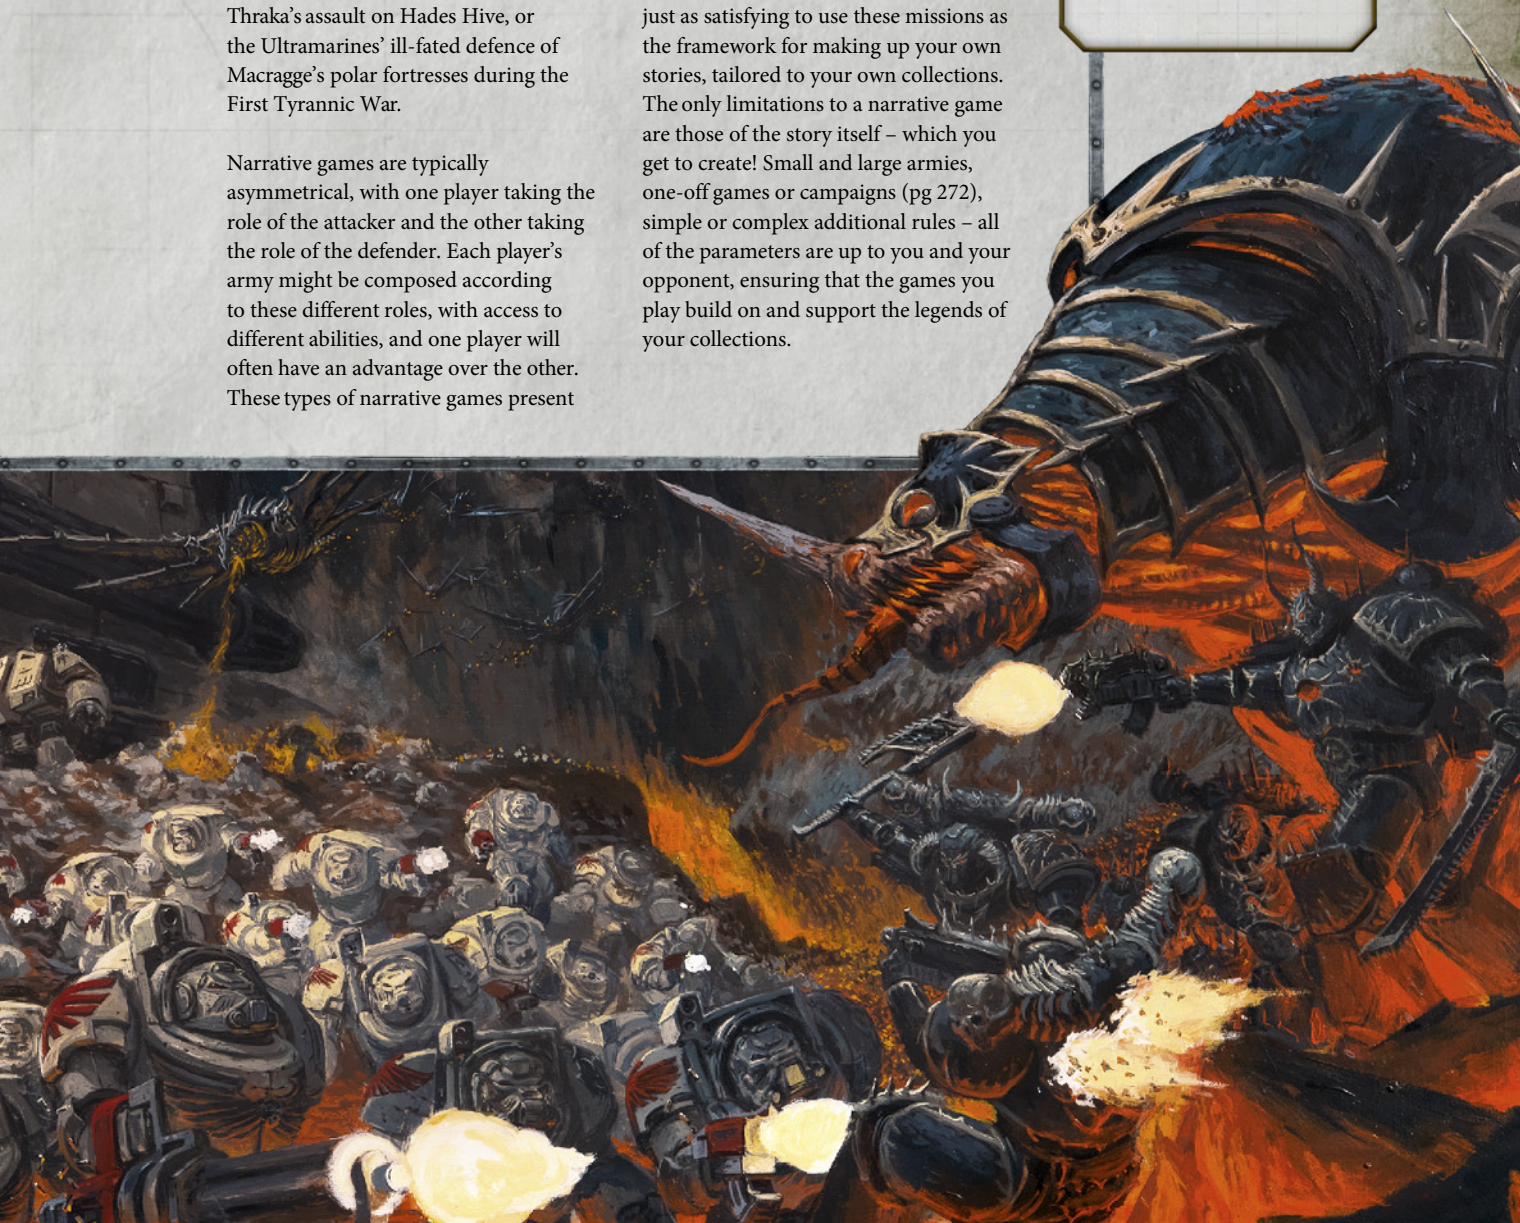 Thraka's assault on Hades Hive, or
the Ultramarines' ill-fated defence of
Macragge's polar fortresses during the
First Tyrannic War.
Narrative games are typically
asymmetrical, with one player taking the
role of the attacker and the other taking
the role of the defender. Each player's
army might be composed according
to these different roles, with access to
different abilities, and one player will
often have an advantage over the other.
These types of narrative games present
just as satisfying to use these missions as
the framework for making up your own
stories, tailored to your own collections.
The only limitations to a narrative game
are those of the story itself – which you
get to create! Small and large armies,
one-off games or campaigns (pg 272),
simple or complex additional rules – all
of the parameters are up to you and your
opponent, ensuring that the games you
play build on and support the legends of
your collections.